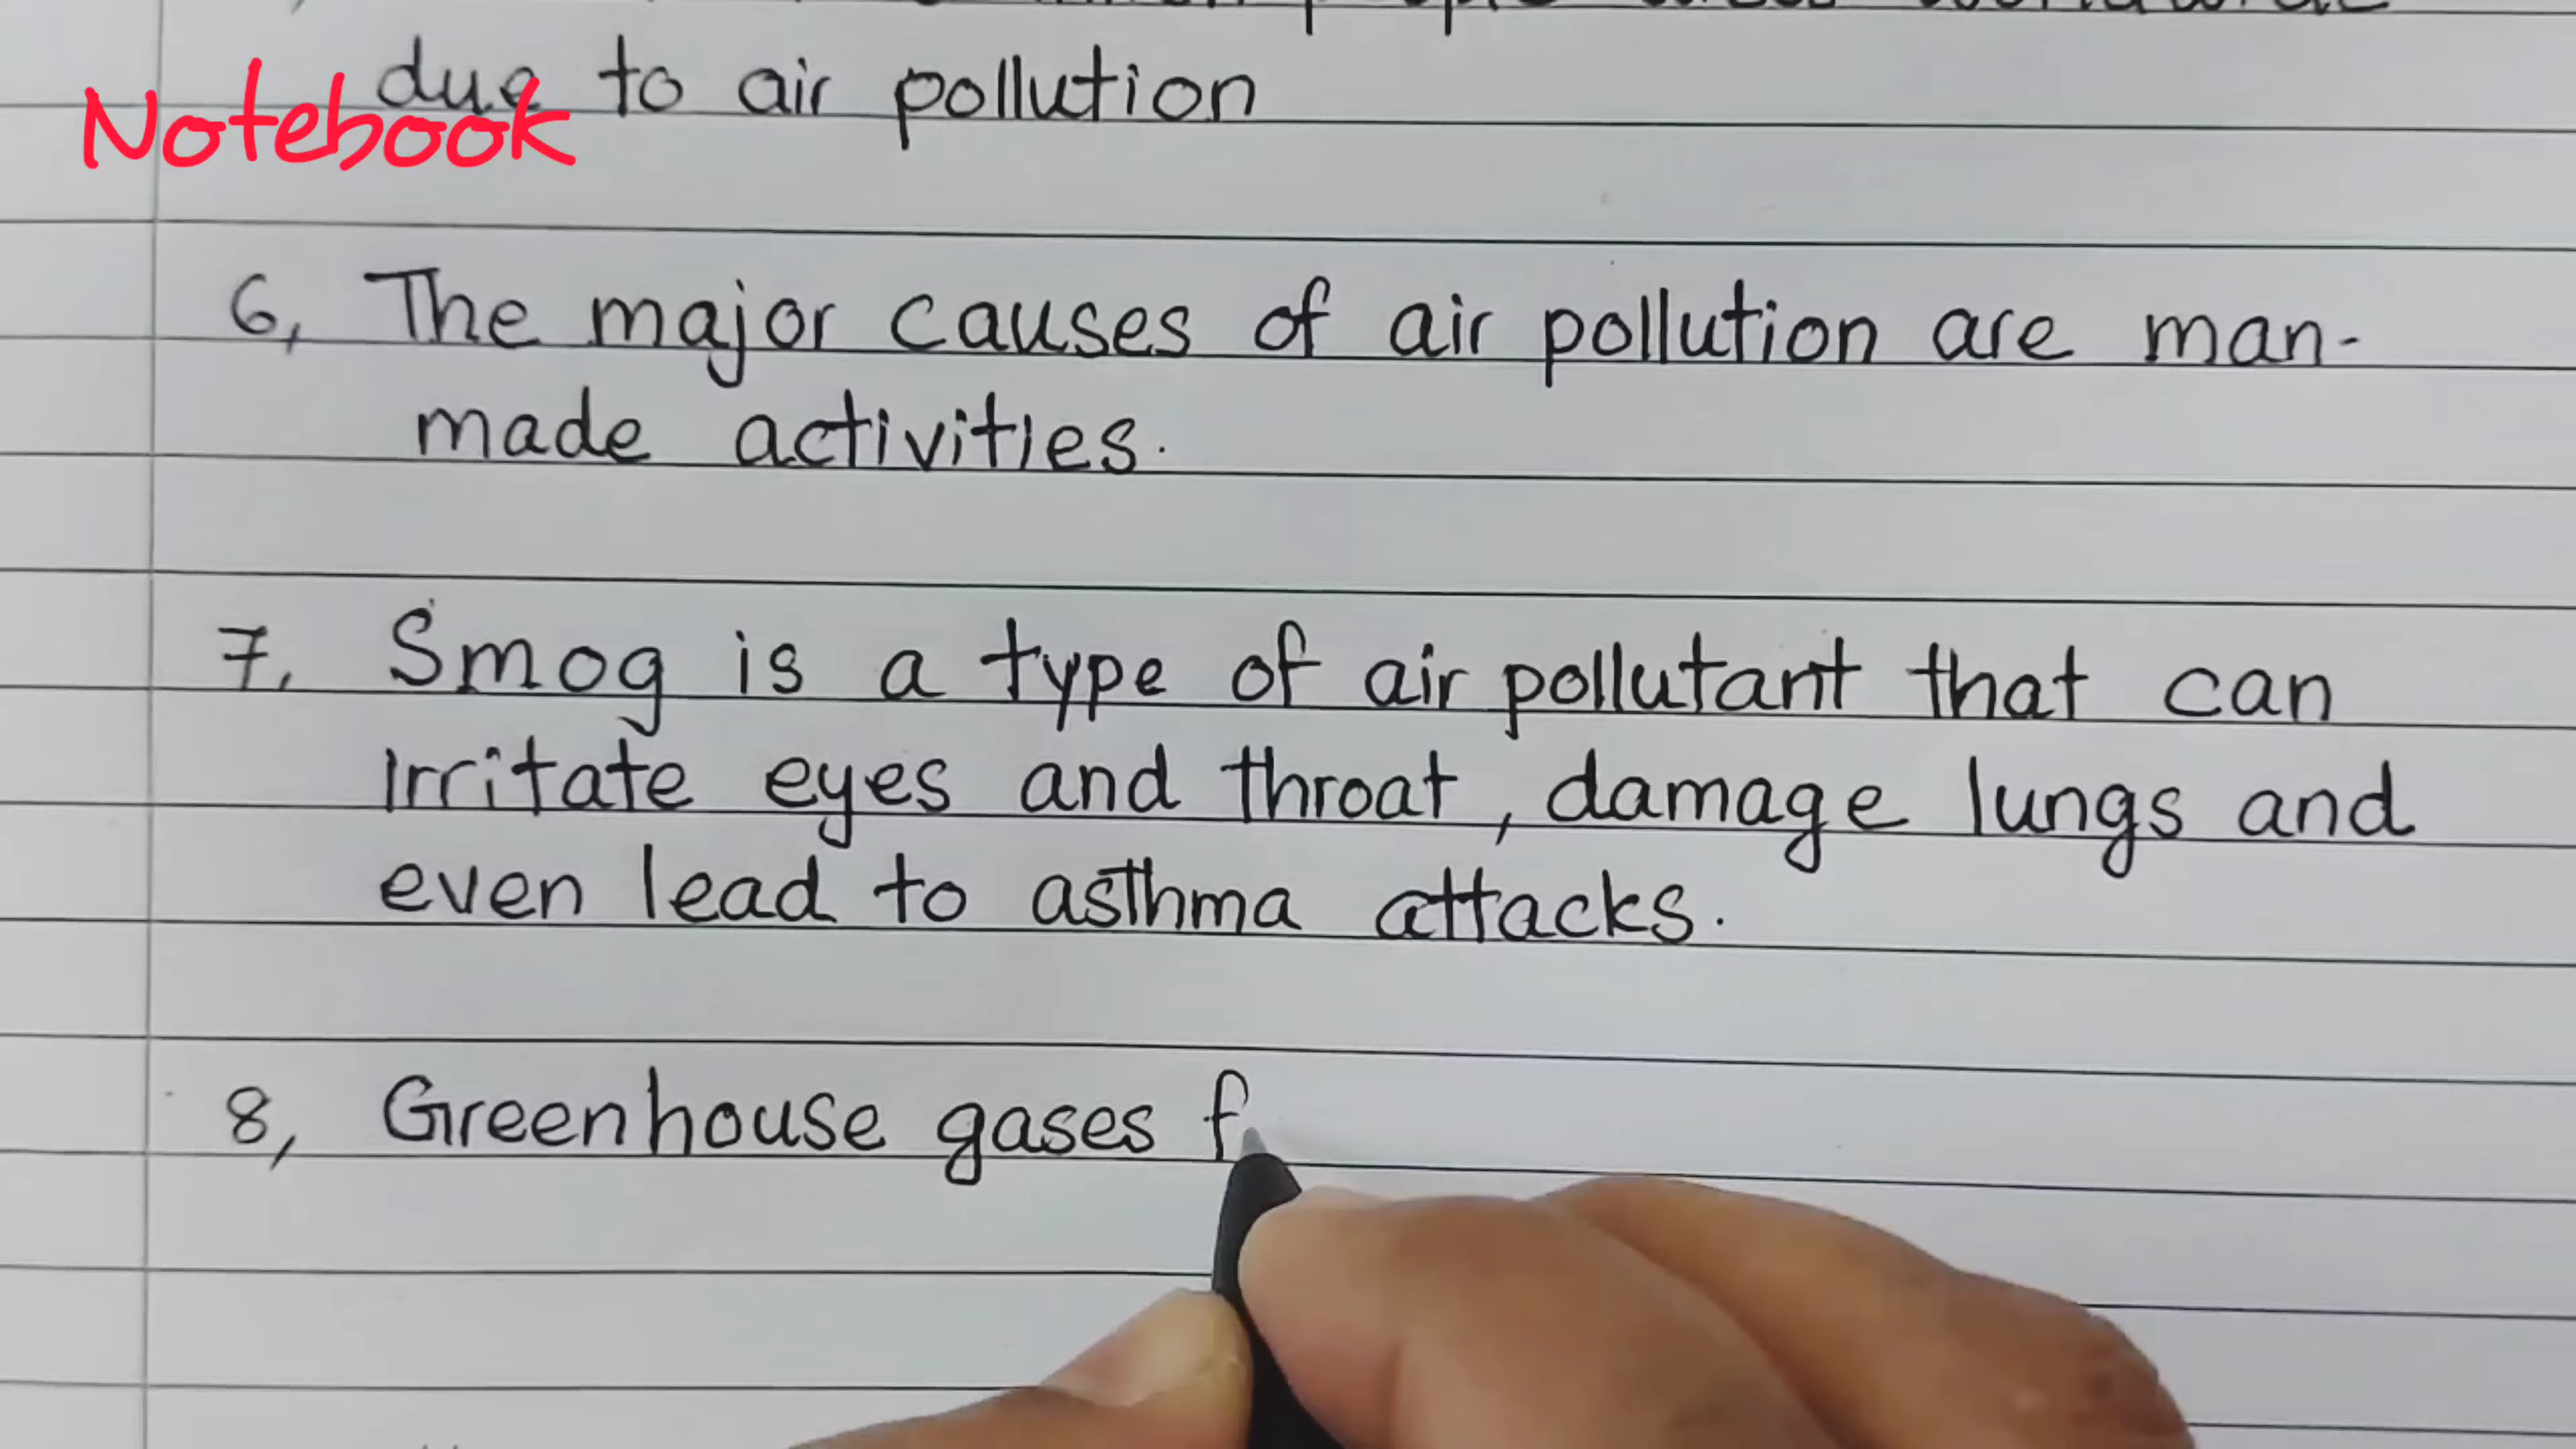 people worldwide
due to air pollution
Notebook
6, The major causes of air pollution are man-
made activities.
7, Smog is a type of air pollutant that can
Irritate eyes and throat, damage lungs and
even lead to asthma attacks.
8, Greenhouse gases f